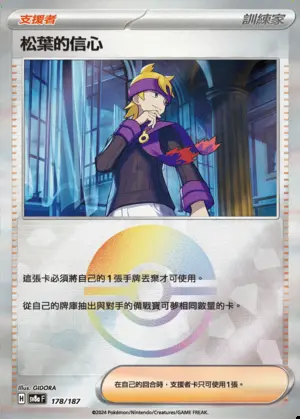 支援者
訓練家
松葉的信心
這張卡必須將自己的1張手牌丟棄才可使用。
從自己的牌庫抽出與對手的備戰寶可夢相同數量的卡。
Illus. GIDORA
在自己的回合時,支援者卡只可使用1張。
H sv8a F 178/187
©2024 Pokémon/Nintendo/Creatures/GAME FREAK.